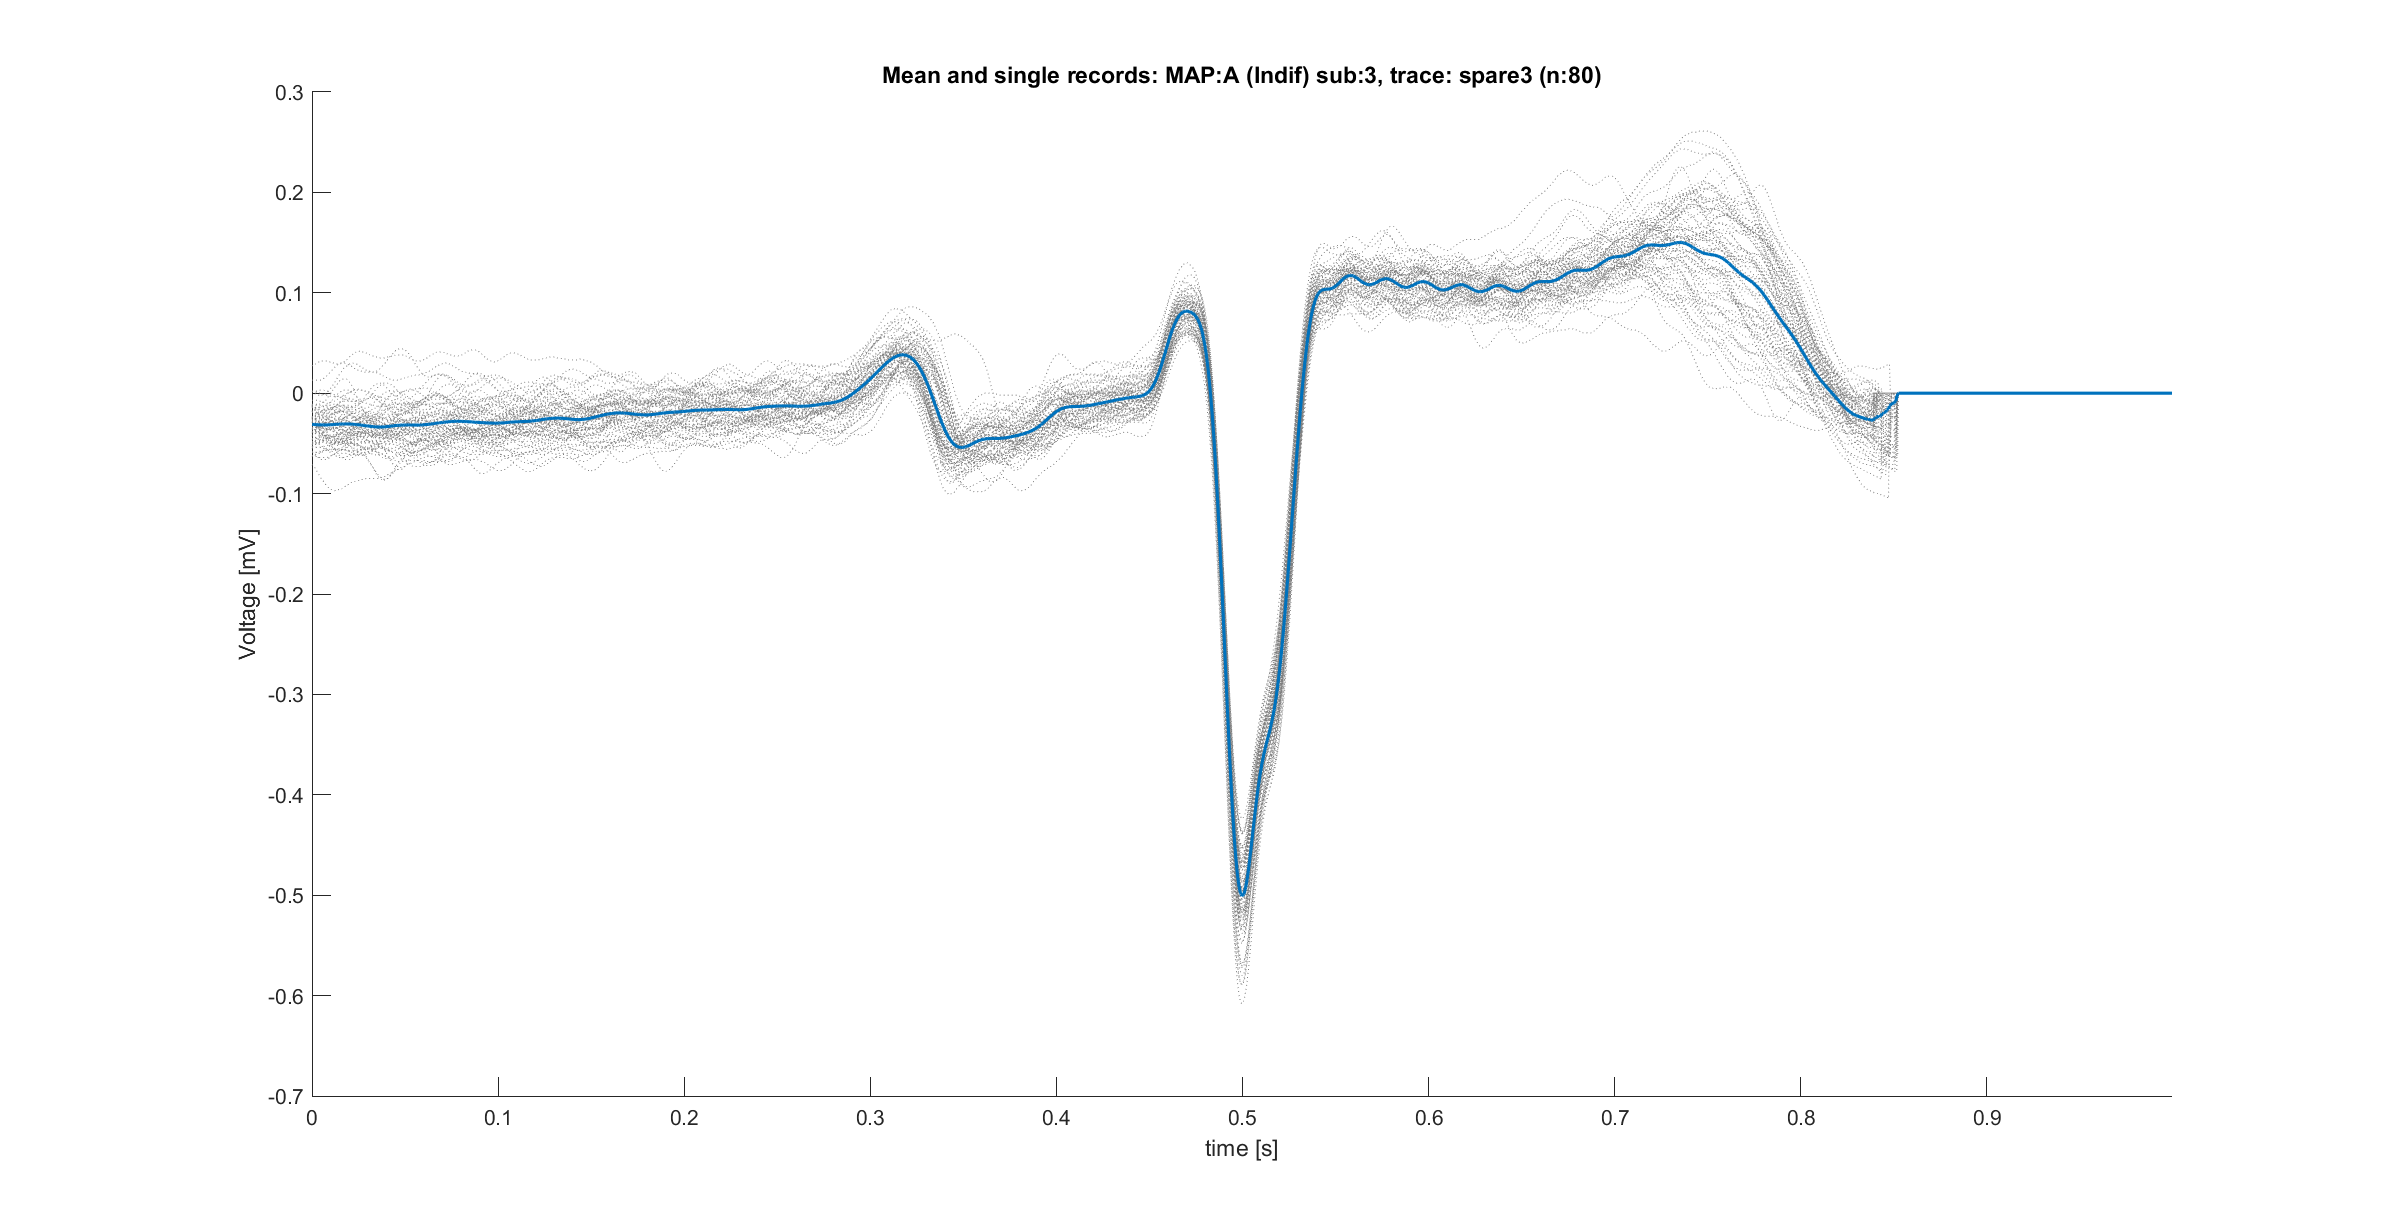 Mean and single records: MAP:A (Indif) sub:3, trace: spare3 (n:80)
0.3
0.2
0.1
0
-0.1
-0.2
-0.3
-0.4
-0.5
-0.6
-0.7
Voltage [mV]
0 0.1 0.2 0.3 0.4 0.5 0.6 0.7 0.8 0.9
time [s]